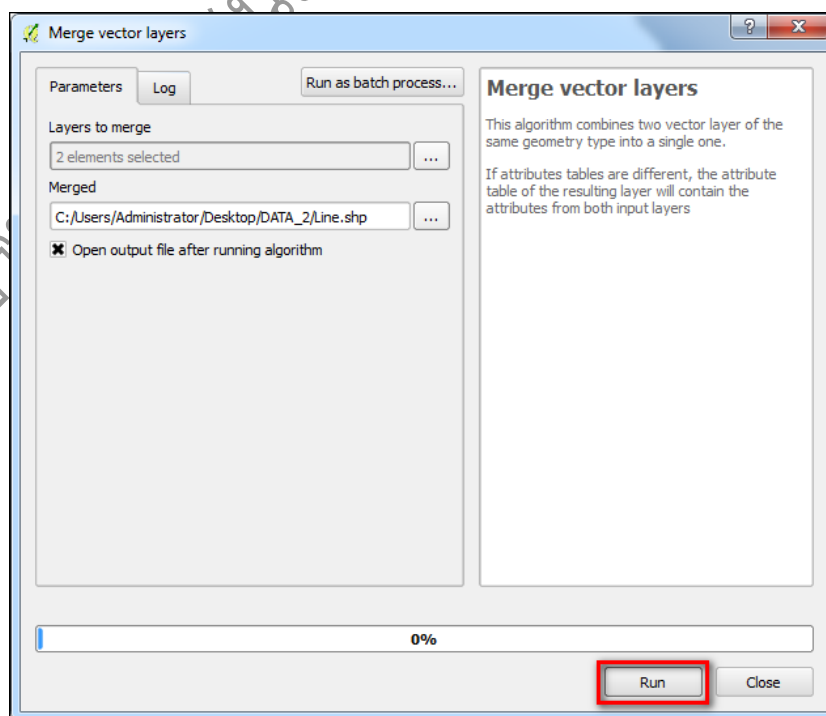 Merge vector layers
Parameters
Log
Run as batch process...
Layers to merge
2 elements selected
...
Merged
C:/Users/Administrator/Desktop/DATA_2/Line.shp
...
Open output file after running algorithm
Merge vector layers
This algorithm combines two vector layer of the
same geometry type into a single one.
If attributes tables are different, the attribute
table of the resulting layer will contain the
attributes from both input layers
0%
Run
Close